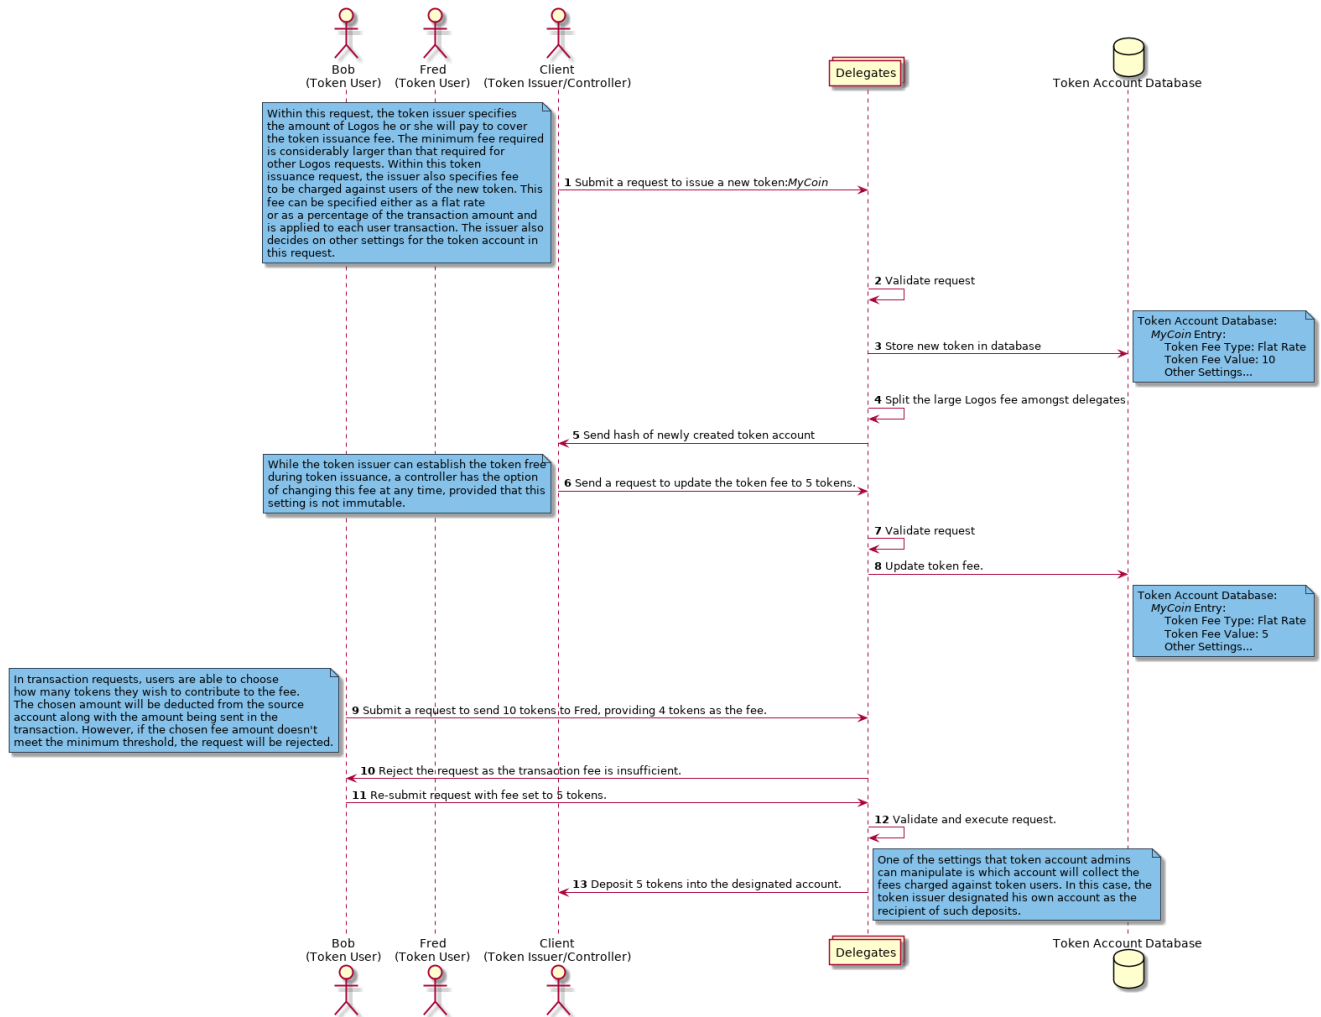 Bob
(Token User)
Fred
(Token User)
Client
(Token Issuer/Controller)
Delegates
Token Account Database
Within this request, the token issuer specifies
the amount of Logos he or she will pay to cover
the token issuance fee. The minimum fee required
is considerably larger than that required for
other Logos requests. Within this token
issuance request, the issuer also specifies fee
to be charged against users of the new token. This
fee can be specified either as a flat rate
or as a percentage of the transaction amount and
is applied to each user transaction. The issuer also
decides on other settings for the token account in
this request.
1 Submit a request to issue a new token:MyCoin
2 Validate request
3 Store new token in database
Token Account Database:
MyCoin Entry:
Token Fee Type: Flat Rate
Token Fee Value: 10
Other Settings...
4 Split the large Logos fee amongst delegates
5 Send hash of newly created token account
While the token issuer can establish the token free
during token issuance, a controller has the option
of changing this fee at any time, provided that this
setting is not immutable.
6 Send a request to update the token fee to 5 tokens.
7 Validate request
8 Update token fee.
Token Account Database:
MyCoin Entry:
Token Fee Type: Flat Rate
Token Fee Value: 5
Other Settings...
In transaction requests, users are able to choose
how many tokens they wish to contribute to the fee.
The chosen amount will be deducted from the source
account along with the amount being sent in the
transaction. However, if the chosen fee amount doesn't
meet the minimum threshold, the request will be rejected.
9 Submit a request to send 10 tokens to Fred, providing 4 tokens as the fee.
10 Reject the request as the transaction fee is insufficient.
11 Re-submit request with fee set to 5 tokens.
12 Validate and execute request.
13 Deposit 5 tokens into the designated account.
One of the settings that token account admins
can manipulate is which account will collect the
fees charged against token users. In this case, the
token issuer designated his own account as the
recipient of such deposits.
Bob
(Token User)
Fred
(Token User)
Client
(Token Issuer/Controller)
Delegates
Token Account Database